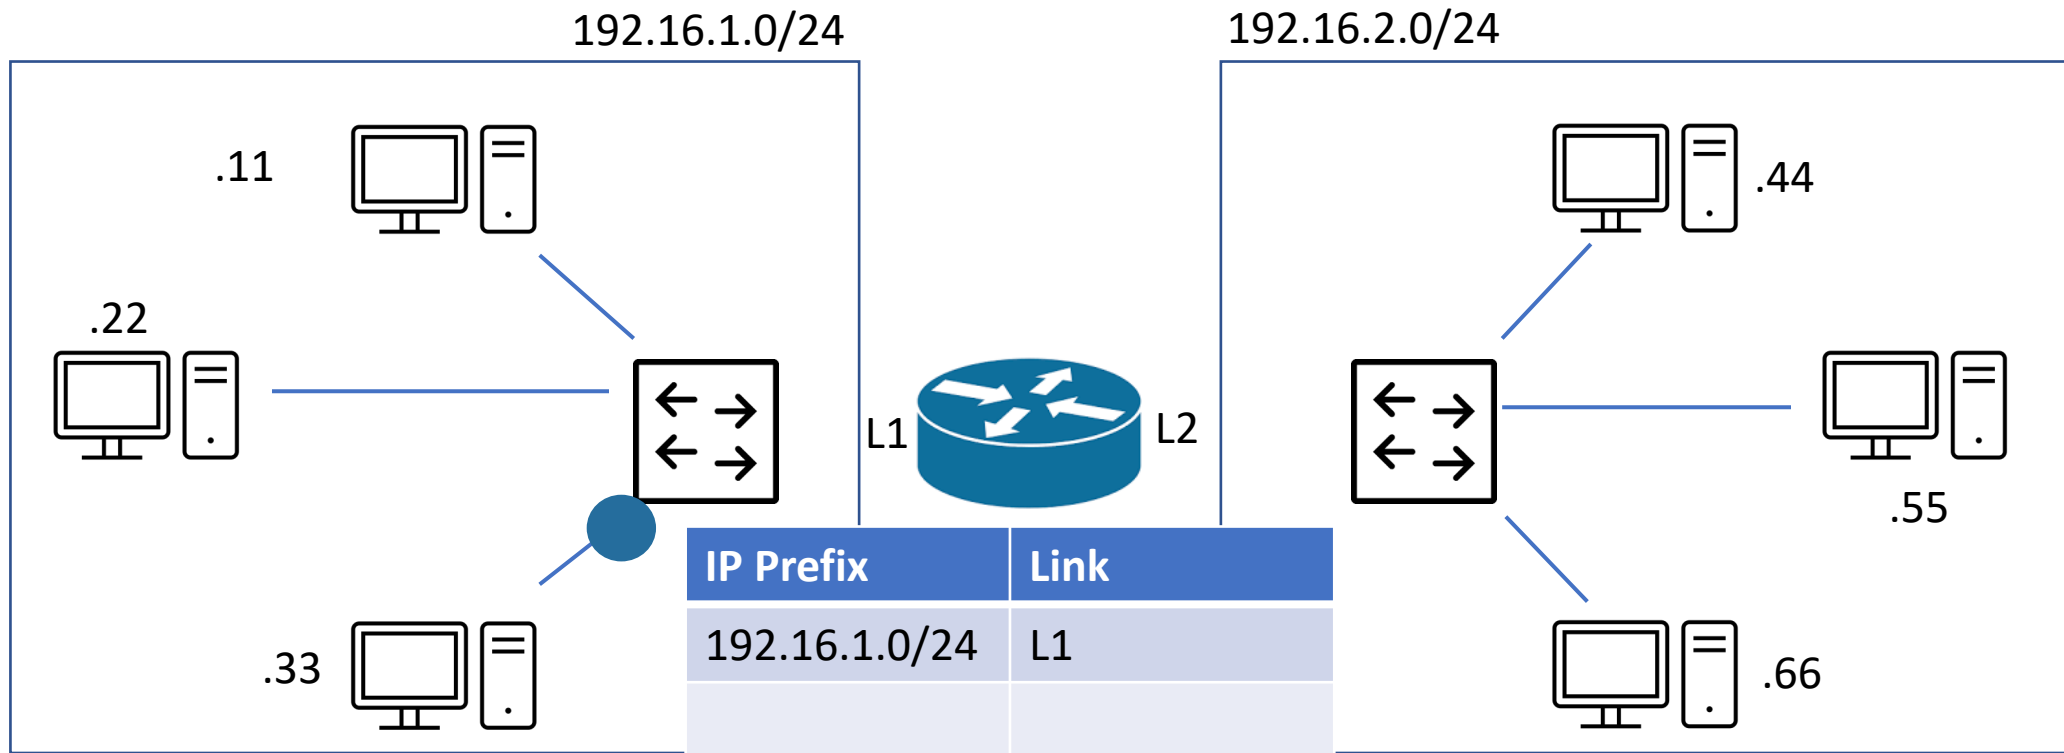 192.16.1.0/24
192.16.2.0/24
.11
.44
.22
L1
L2
.55
IP Prefix Link
192.16.1.0/24 L1
.33
.66